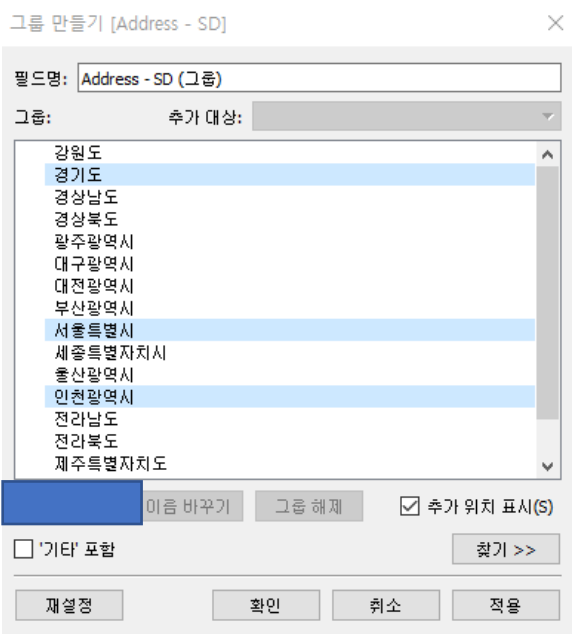 그룹 만들기 [Address - SD]
필드명: Address - SD (그룹)
그룹: 추가 대상:
강원도
경기도
경상남도
경상북도
광주광역시
대구광역시
대전광역시
부산광역시
서울특별시
세종특별자치시
울산광역시
인천광역시
전라남도
전라북도
제주특별자치도
이름 바꾸기 그룹 해제 추가 위치 표시(S)
'기타' 포함 찾기 >>
재설정 확인 취소 적용